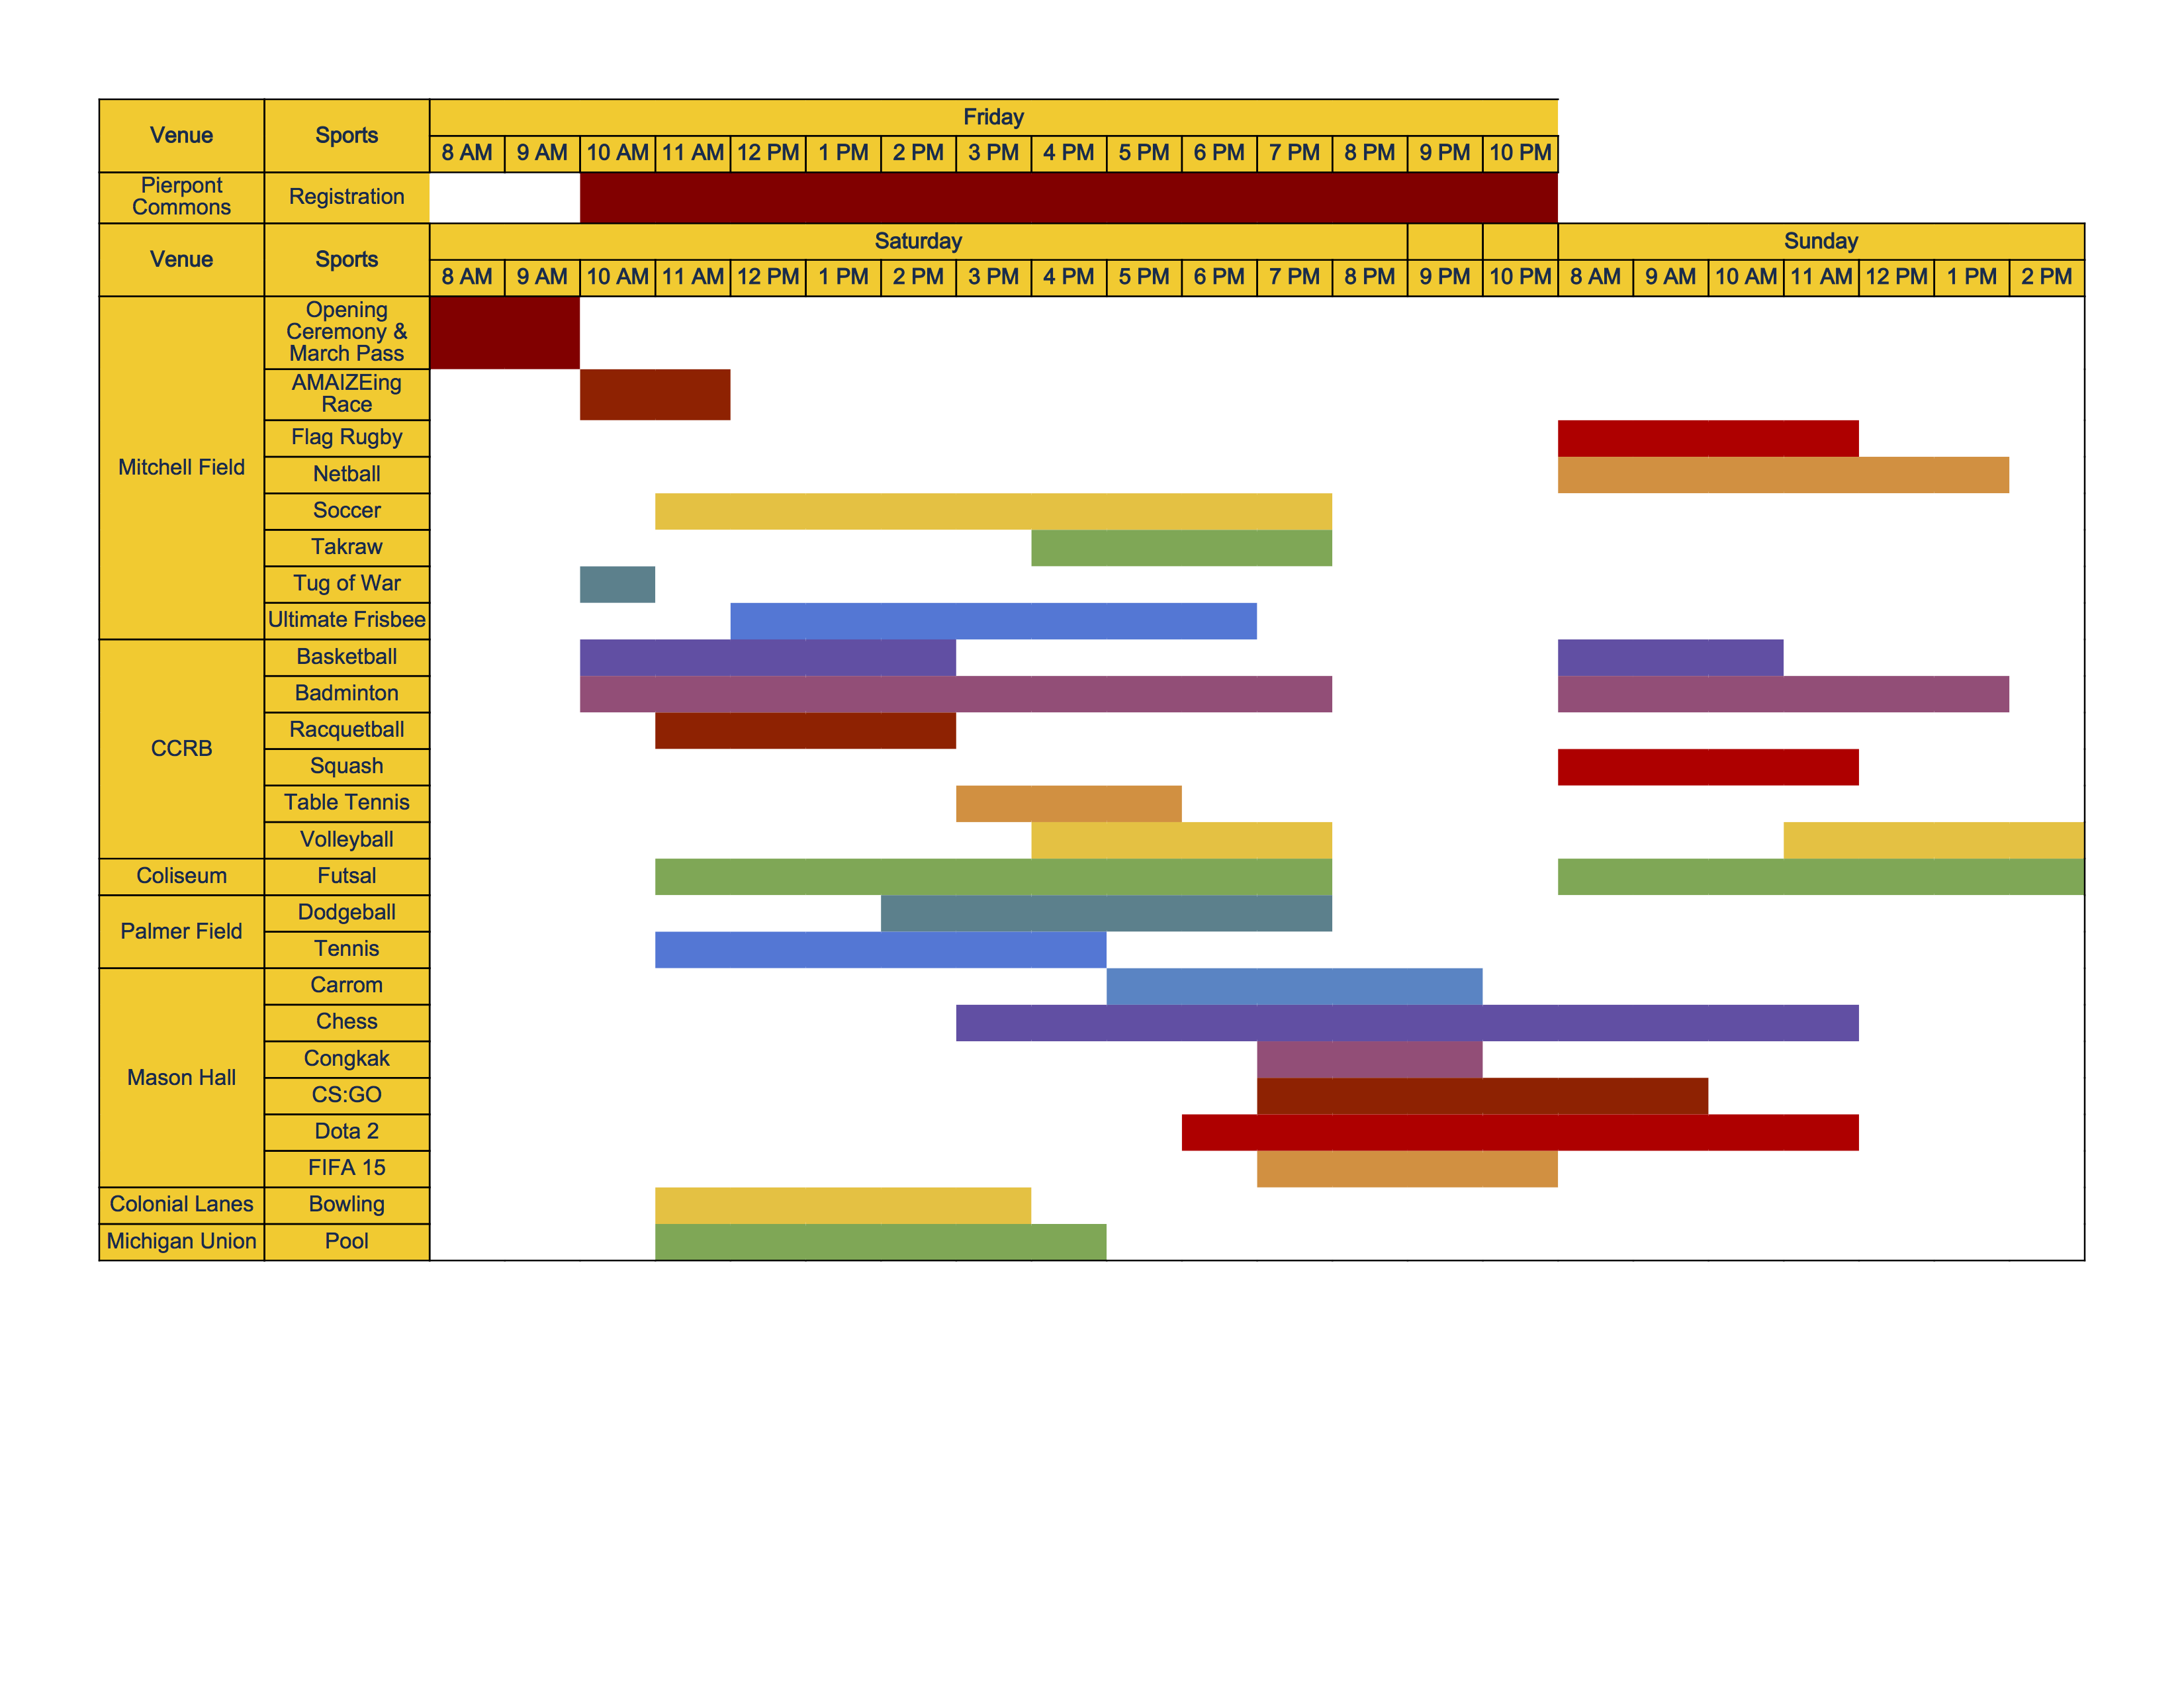 Venue Sports Friday
8 AM 9 AM 10 AM 11 AM 12 PM 1 PM 2 PM 3 PM 4 PM 5 PM 6 PM 7 PM 8 PM 9 PM 10 PM
Pierpont
Commons
Registration
Venue Sports Saturday Sunday
8 AM 9 AM 10 AM 11 AM 12 PM 1 PM 2 PM 3 PM 4 PM 5 PM 6 PM 7 PM 8 PM 9 PM 10 PM 8 AM 9 AM 10 AM 11 AM 12 PM 1 PM 2 PM
Mitchell Field
Opening
Ceremony &
March Pass
AMAIZEing
Race
Flag Rugby
Netball
Soccer
Takraw
Tug of War
Ultimate Frisbee
CCRB
Basketball
Badminton
Racquetball
Squash
Table Tennis
Volleyball
Coliseum Futsal
Palmer Field
Dodgeball
Tennis
Mason Hall
Carrom
Chess
Congkak
CS:GO
Dota 2
FIFA 15
Colonial Lanes Bowling
Michigan Union Pool